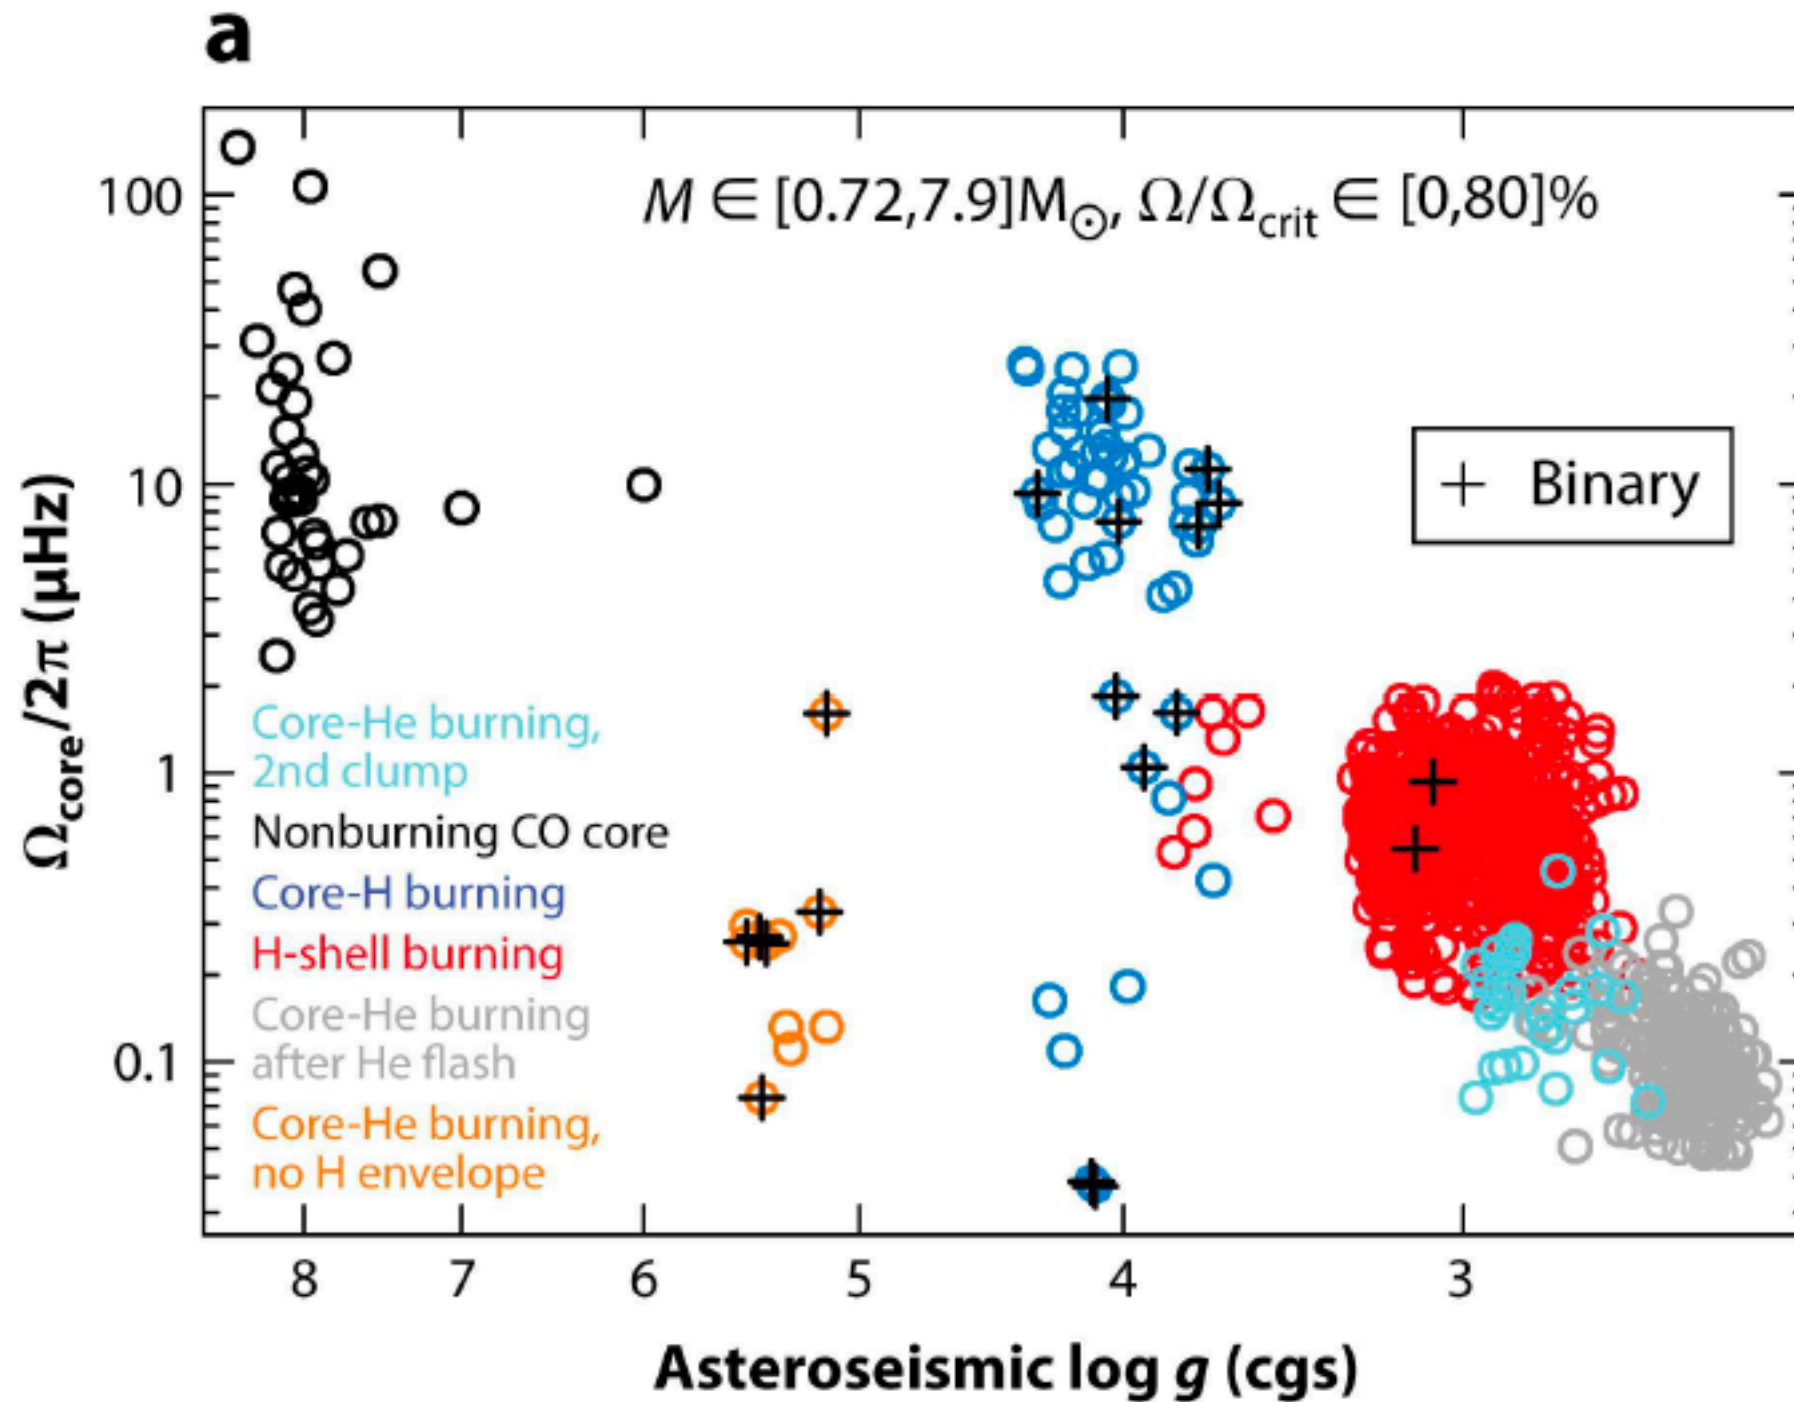 a
M ∈ [0.72,7.9]M⊙, Ω/Ωcrit ∈ [0,80]%
Binary
Ωcore/2π (μHz)
100
10
1
0.1
Core-He burning,
2nd clump
Nonburning CO core
Core-H burning
H-shell burning
Core-He burning
after He flash
Core-He burning,
no H envelope
8 7 6 5 4 3
Asteroseismic log g (cgs)